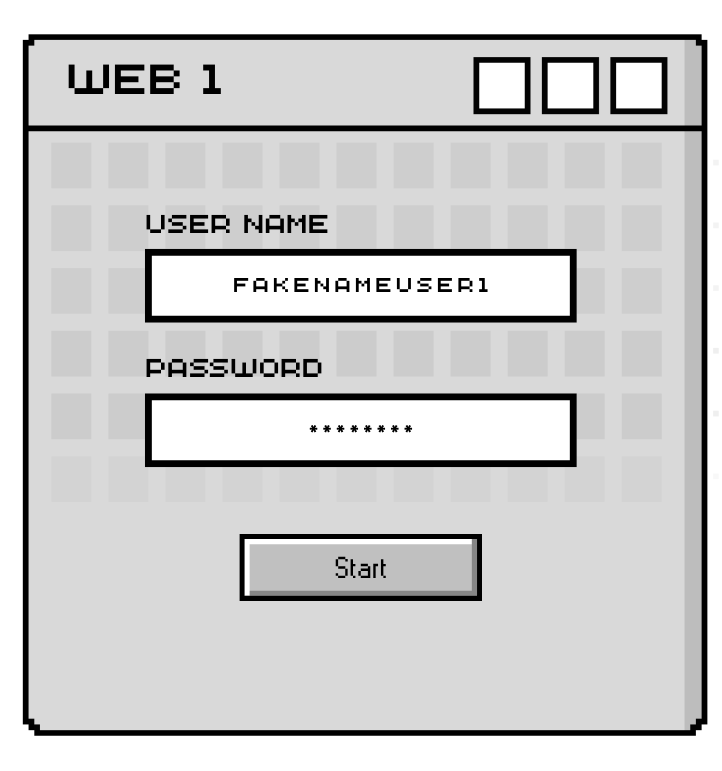 WEB 1
USER NAME
FAKENAMEUSER1
PASSWORD
********
Start